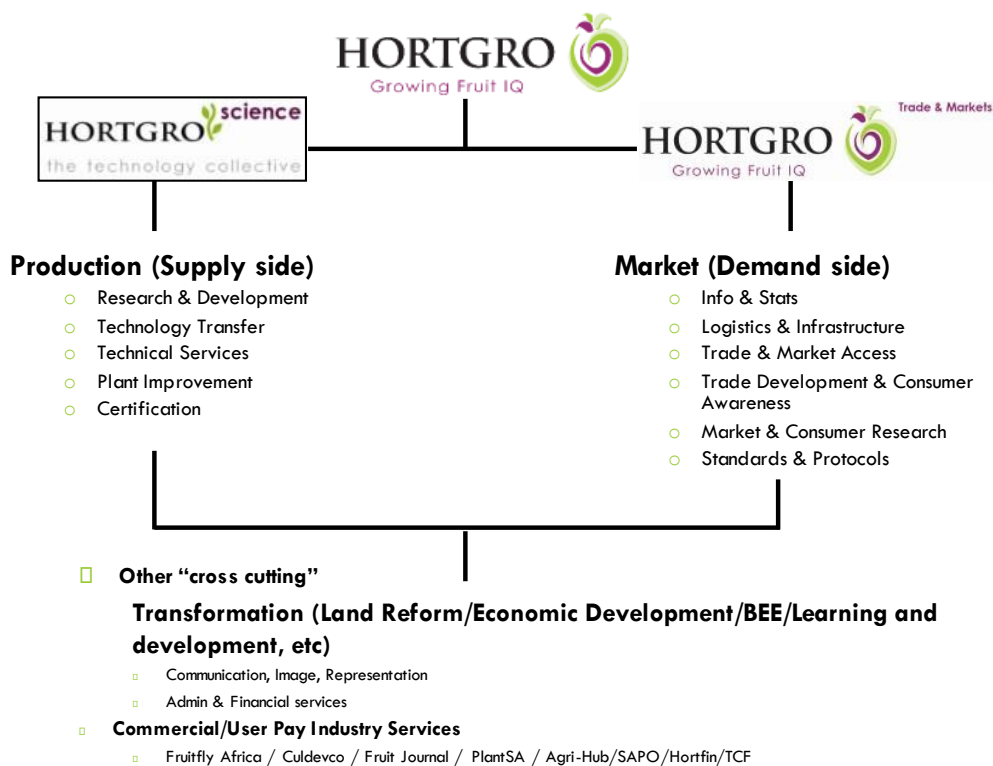 HORTGRO
Growing Fruit IQ
HORTGRO science
the technology collective
Trade & Markets
HORTGRO
Growing Fruit IQ
Production (Supply side)
Research & Development
Technology Transfer
Technical Services
Plant Improvement
Certification
Market (Demand side)
Info & Stats
Logistics & Infrastructure
Trade & Market Access
Trade Development & Consumer
Awareness
Market & Consumer Research
Standards & Protocols
Other “cross cutting”
Transformation (Land Reform/Economic Development/BEE/Learning and
development, etc)
Communication, Image, Representation
Admin & Financial services
Commercial/User Pay Industry Services
Fruitfly Africa / Culdevco / Fruit Journal / PlantSA / Agri-Hub/SAPO/Hortfin/TCF